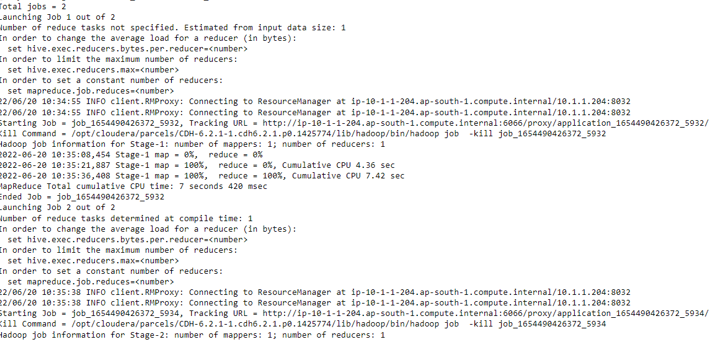 Total jobs = 2
Launching Job 1 out of 2
Number of reduce tasks not specified. Estimated from input data size: 1
In order to change the average load for a reducer (in bytes):
  set hive.exec.reducers.bytes.per.reducer=<number>
In order to limit the maximum number of reducers:
  set hive.exec.reducers.max=<number>
In order to set a constant number of reducers:
  set mapreduce.job.reduces=<number>
22/06/20 10:34:55 INFO client.RMProxy: Connecting to ResourceManager at ip-10-1-1-204.ap-south-1.compute.internal/10.1.1.204:8032
22/06/20 10:34:55 INFO client.RMProxy: Connecting to ResourceManager at ip-10-1-1-204.ap-south-1.compute.internal/10.1.1.204:8032
Starting Job = job_1654490426372_5932, Tracking URL = http://ip-10-1-1-204.ap-south-1.compute.internal:6066/proxy/application_1654490426372_5932/
Kill Command = /opt/cloudera/parcels/CDH-6.2.1-1.cdh6.2.1.p0.1425774/lib/hadoop/bin/hadoop job  -kill job_1654490426372_5932
Hadoop job information for Stage-1: number of mappers: 1; number of reducers: 1
2022-06-20 10:35:08,454 Stage-1 map = 0%,  reduce = 0%
2022-06-20 10:35:21,887 Stage-1 map = 100%,  reduce = 0%, Cumulative CPU 4.36 sec
2022-06-20 10:35:36,408 Stage-1 map = 100%,  reduce = 100%, Cumulative CPU 7.42 sec
MapReduce Total cumulative CPU time: 7 seconds 420 msec
Ended Job = job_1654490426372_5932
Launching Job 2 out of 2
Number of reduce tasks determined at compile time: 1
In order to change the average load for a reducer (in bytes):
  set hive.exec.reducers.bytes.per.reducer=<number>
In order to limit the maximum number of reducers:
  set hive.exec.reducers.max=<number>
In order to set a constant number of reducers:
  set mapreduce.job.reduces=<number>
22/06/20 10:35:38 INFO client.RMProxy: Connecting to ResourceManager at ip-10-1-1-204.ap-south-1.compute.internal/10.1.1.204:8032
22/06/20 10:35:38 INFO client.RMProxy: Connecting to ResourceManager at ip-10-1-1-204.ap-south-1.compute.internal/10.1.1.204:8032
Starting Job = job_1654490426372_5934, Tracking URL = http://ip-10-1-1-204.ap-south-1.compute.internal:6066/proxy/application_1654490426372_5934/
Kill Command = /opt/cloudera/parcels/CDH-6.2.1-1.cdh6.2.1.p0.1425774/lib/hadoop/bin/hadoop job  -kill job_1654490426372_5934
Hadoop job information for Stage-2: number of mappers: 1; number of reducers: 1